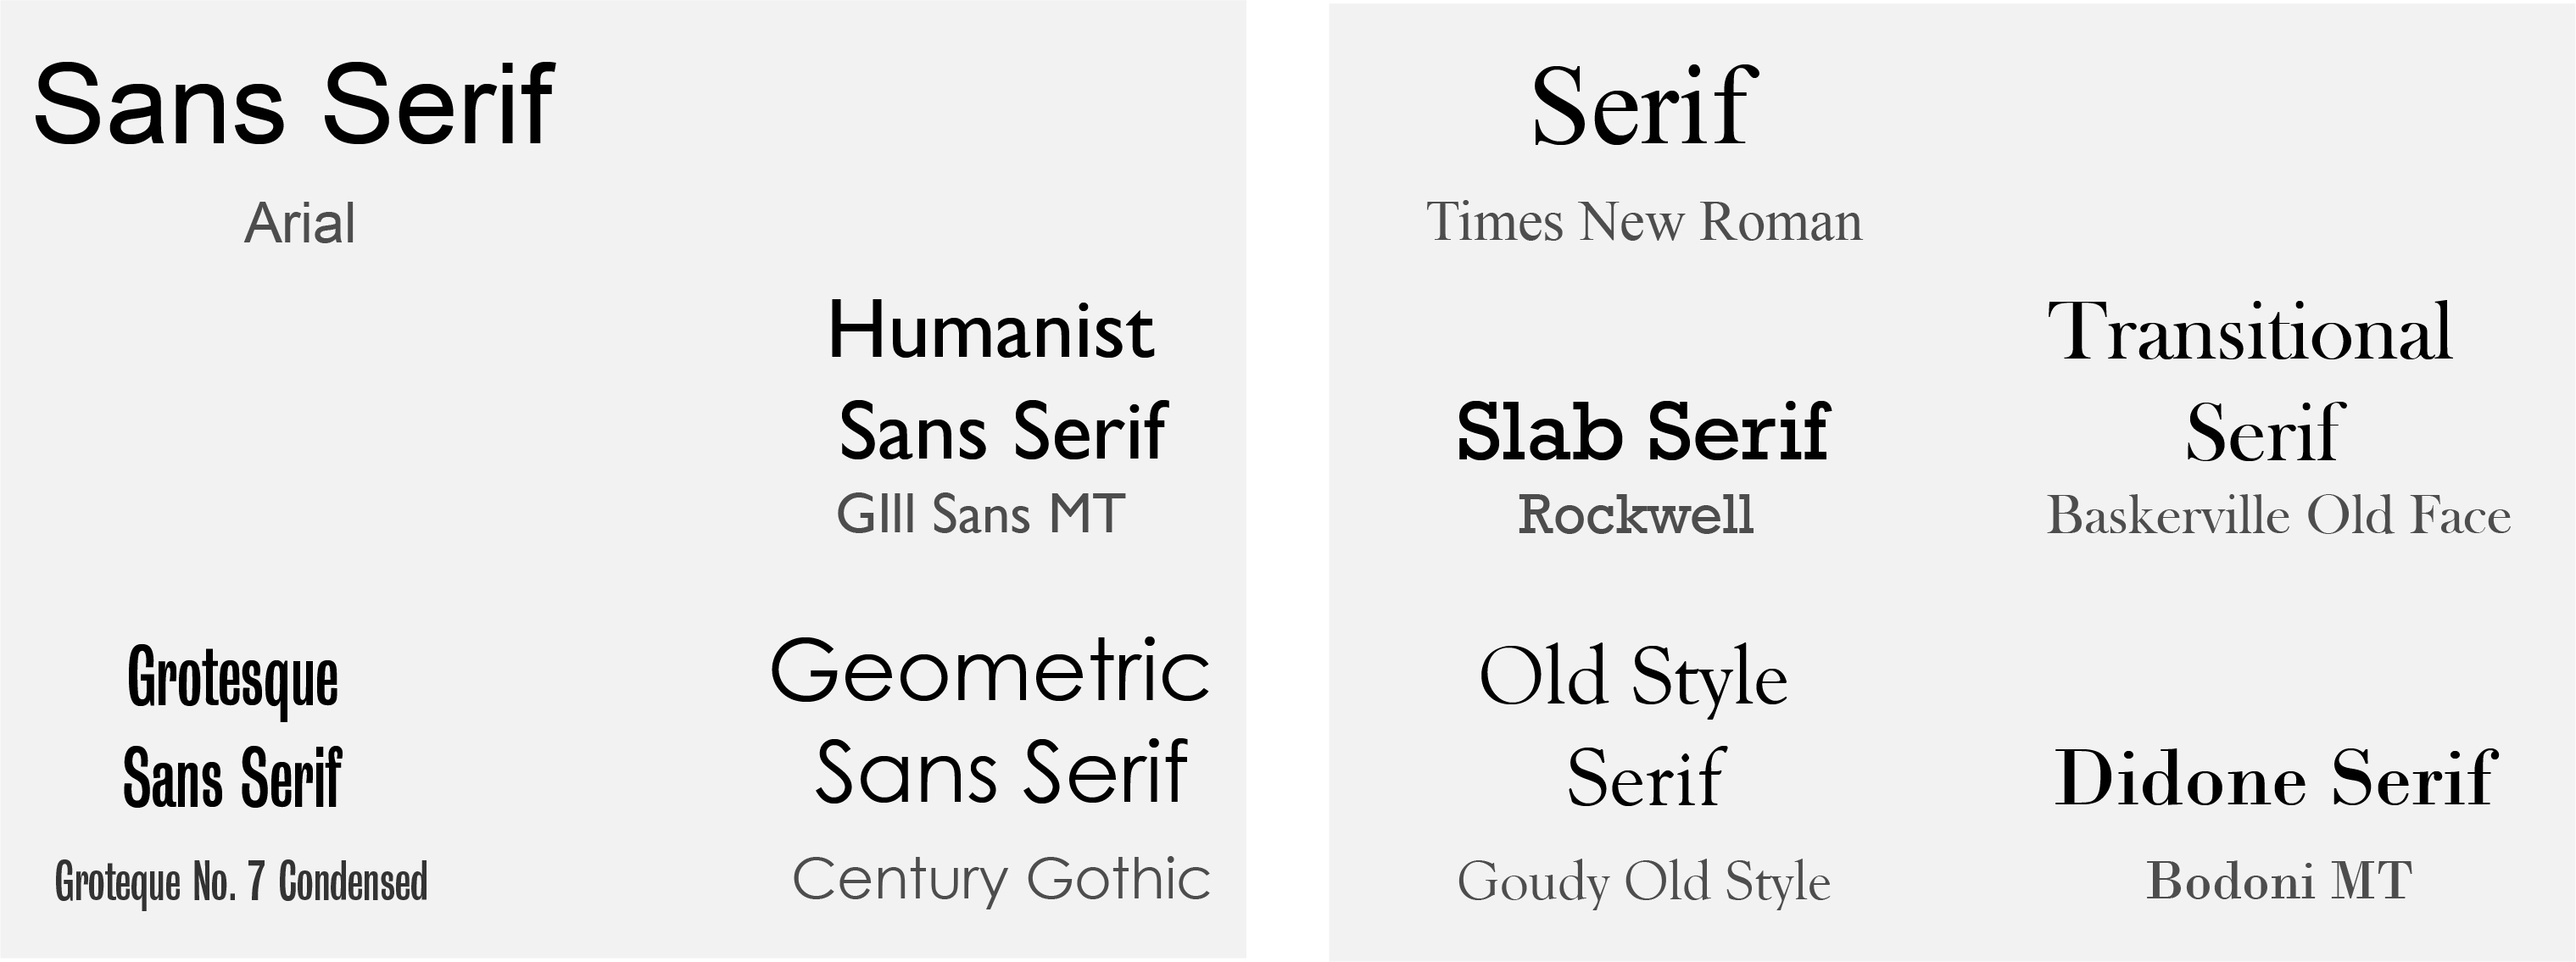 Sans Serif
Arial
Humanist
Sans Serif
GIll Sans MT
Grotesque
Sans Serif
Groteque No. 7 Condensed
Geometric
Sans Serif
Century Gothic
Serif
Times New Roman
Slab Serif
Rockwell
Transitional
Serif
Baskerville Old Face
Old Style
Serif
Goudy Old Style
Didone Serif
Bodoni MT